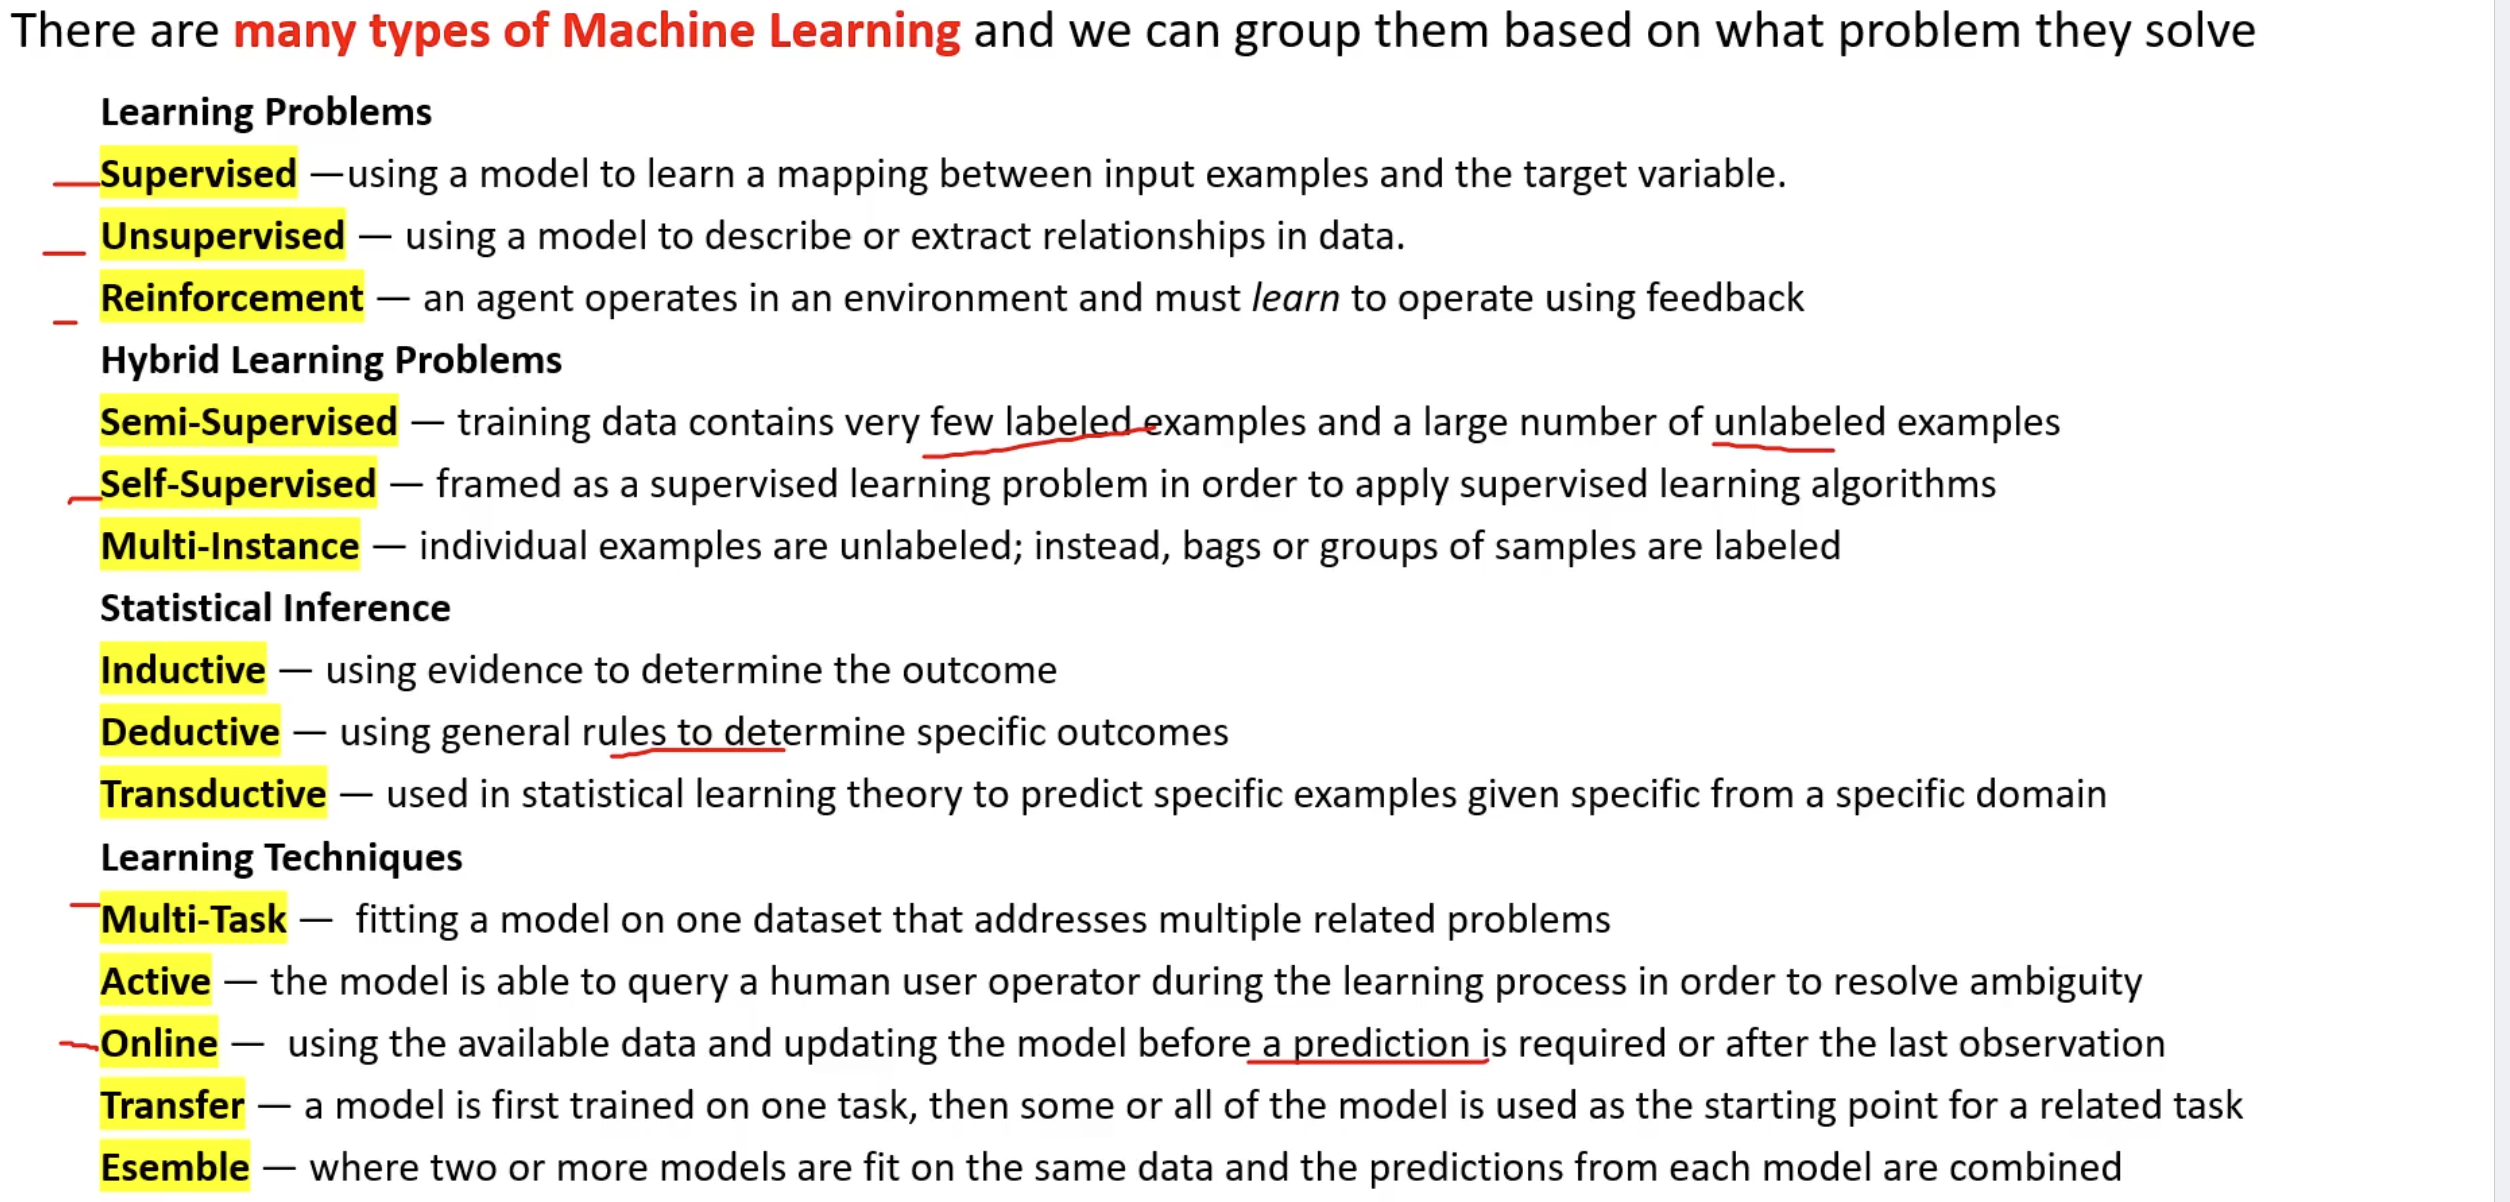 There are many types of Machine Learning and we can group them based on what problem they solve
Learning Problems
Supervised —using a model to learn a mapping between input examples and the target variable.
Unsupervised — using a model to describe or extract relationships in data.
Reinforcement — an agent operates in an environment and must learn to operate using feedback
Hybrid Learning Problems
Semi-Supervised — training data contains very few labeled examples and a large number of unlabeled examples
Self-Supervised — framed as a supervised learning problem in order to apply supervised learning algorithms
Multi-Instance — individual examples are unlabeled; instead, bags or groups of samples are labeled
Statistical Inference
Inductive — using evidence to determine the outcome
Deductive — using general rules to determine specific outcomes
Transductive — used in statistical learning theory to predict specific examples given specific from a specific domain
Learning Techniques
Multi-Task — fitting a model on one dataset that addresses multiple related problems
Active — the model is able to query a human user operator during the learning process in order to resolve ambiguity
Online — using the available data and updating the model before a prediction is required or after the last observation
Transfer — a model is first trained on one task, then some or all of the model is used as the starting point for a related task
Esemble — where two or more models are fit on the same data and the predictions from each model are combined